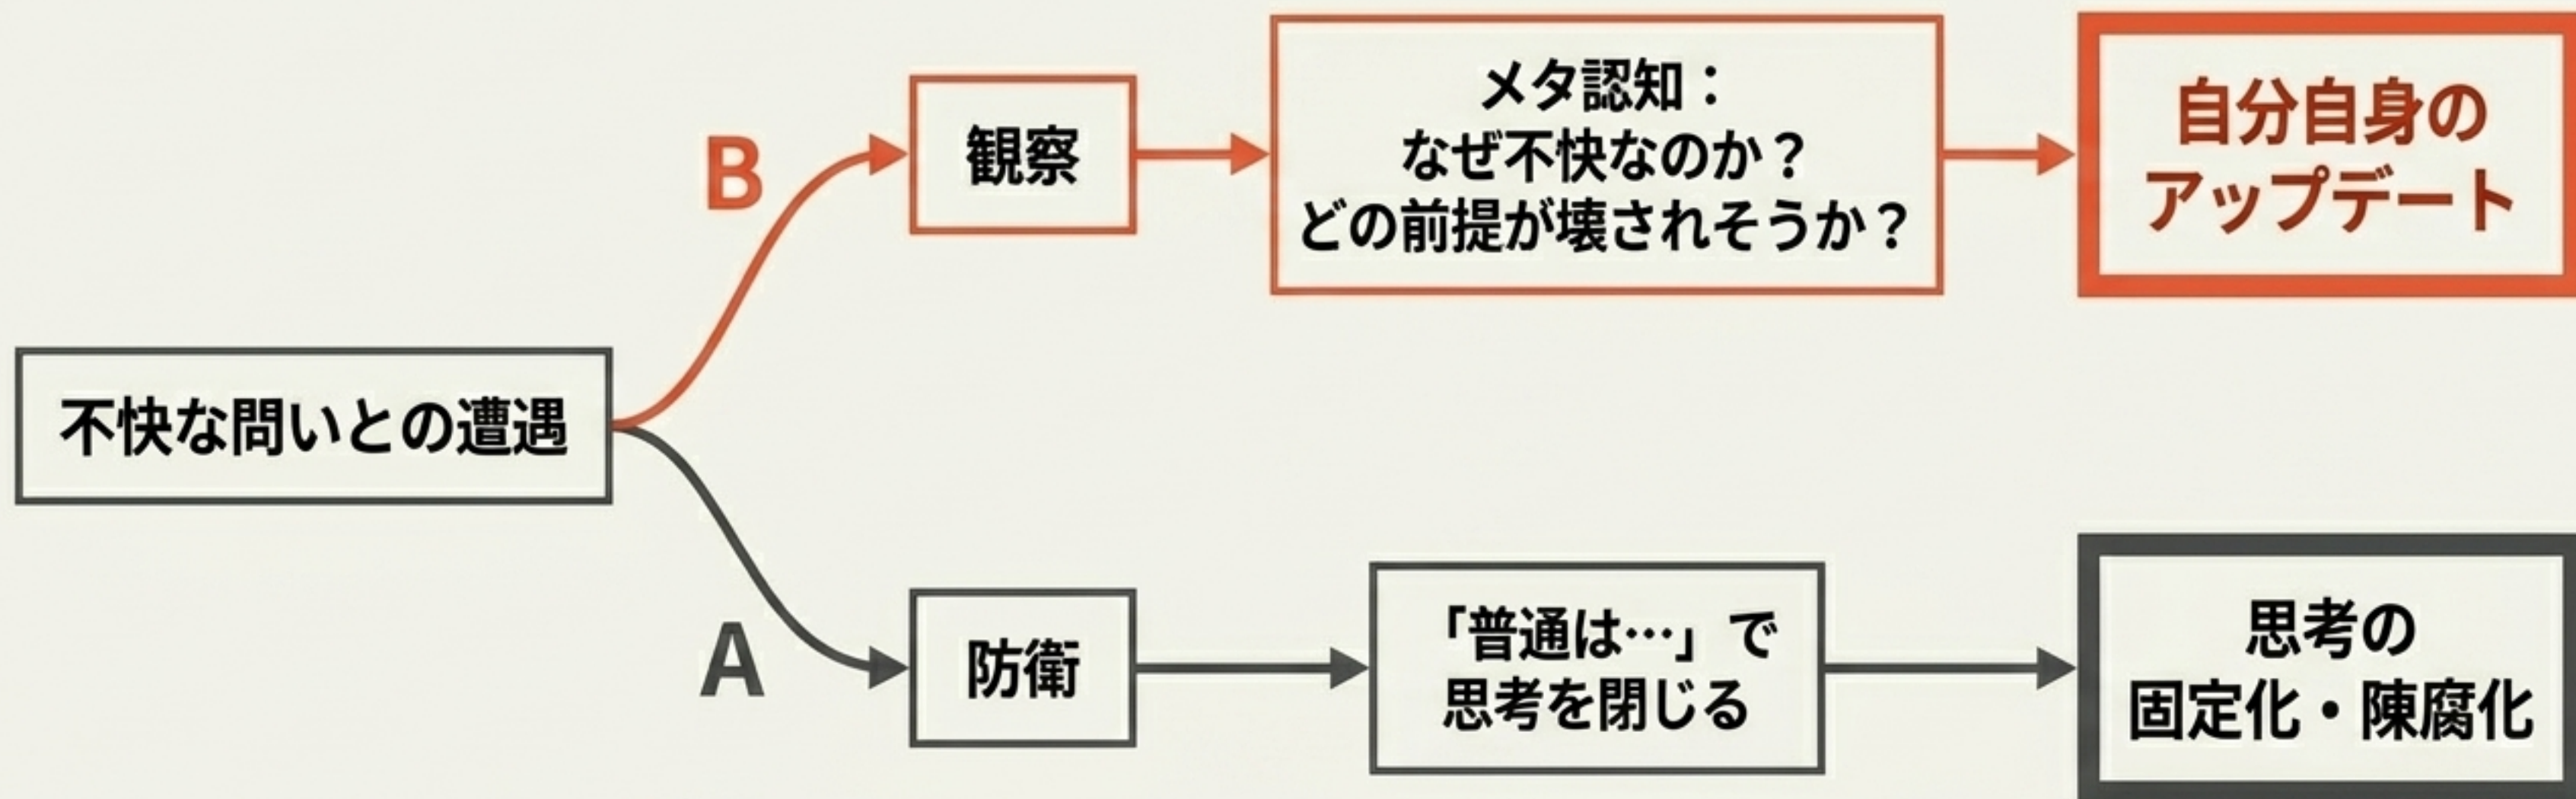 不快な問いとの遭遇
B
観察
メタ認知：
なぜ不快なのか？
どの前提が壊されそうか？
自分自身の
アップデート
A
防衛
「普通は…」で
思考を閉じる
思考の
固定化・陳腐化